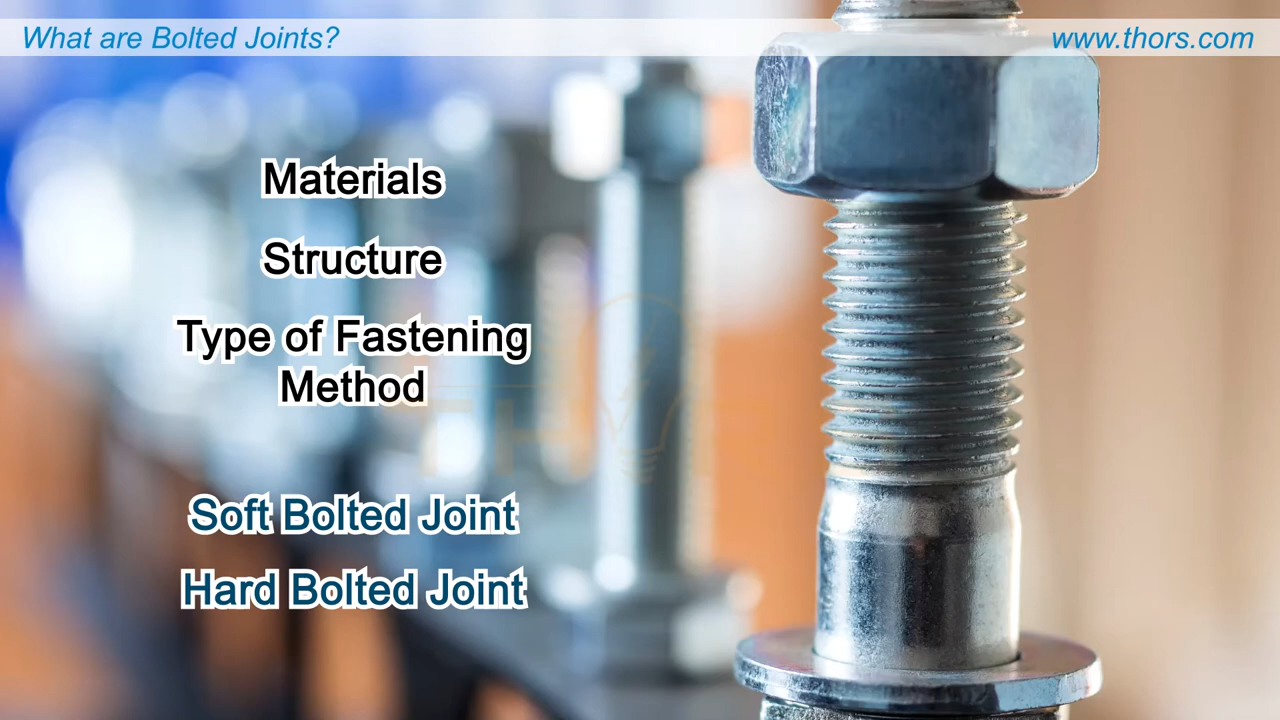 What are Bolted Joints?
www.thors.com
Materials
Structure
Type of Fastening
Method
THORS
Soft Bolted Joint
Hard Bolted Joint